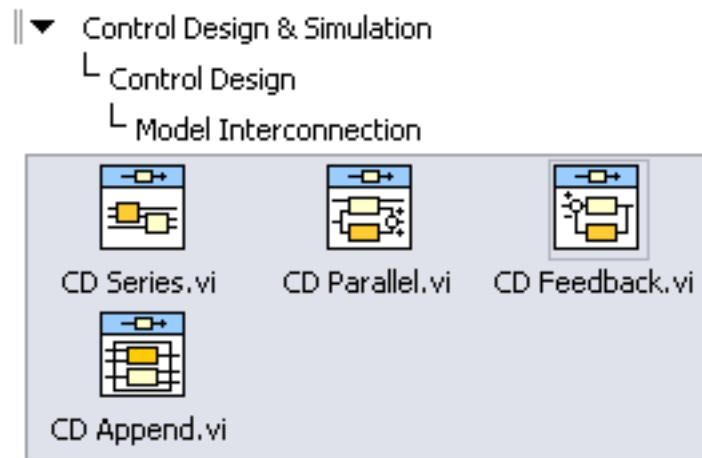 Control Design & Simulation
Control Design
Model Interconnection
CD Series.vi CD Parallel.vi CD Feedback.vi
CD Append.vi